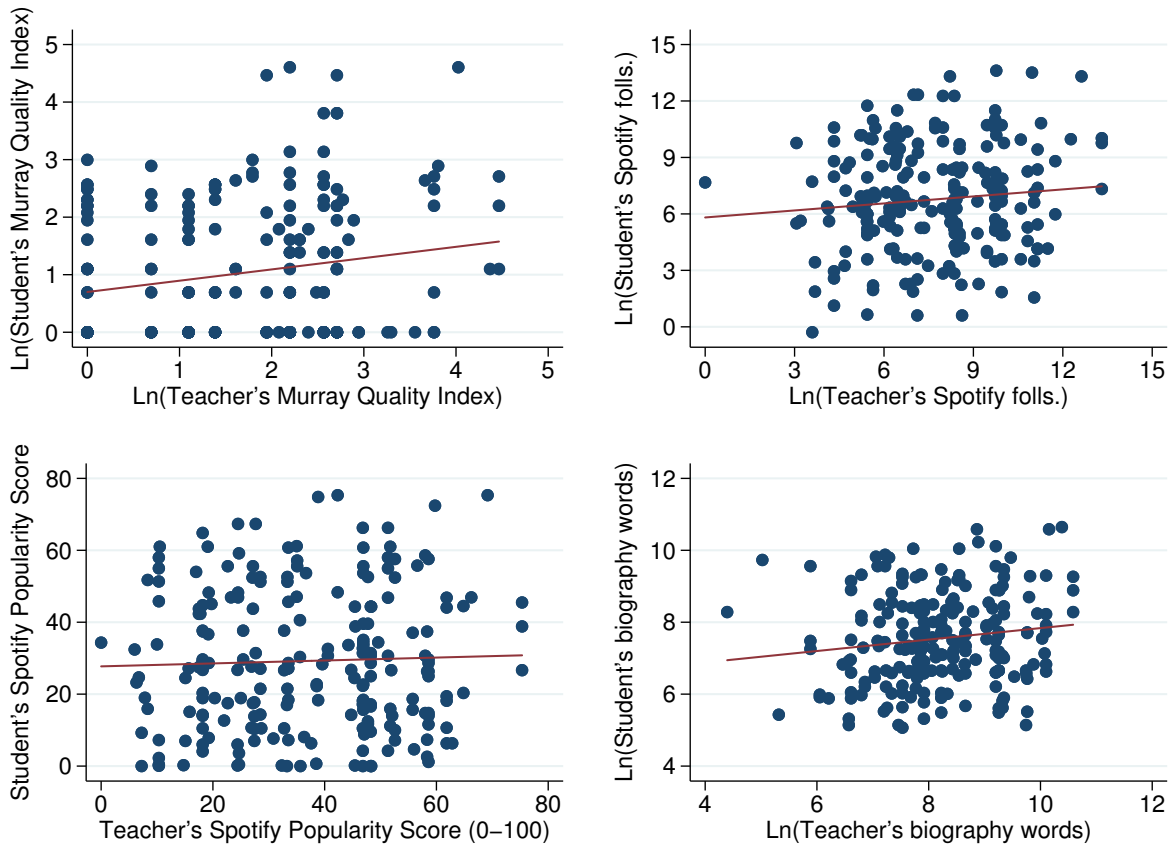 Ln(Student's Murray Quality Index)
5
4
3
2
1
0
0 1 2 3 4 5
Ln(Teacher's Murray Quality Index)
Ln(Student's Spotify folls.)
15
12
9
6
3
0
0 3 6 9 12 15
Ln(Teacher's Spotify folls.)
Student's Spotify Popularity Score
80
60
40
20
0
0 20 40 60 80
Teacher's Spotify Popularity Score (0−100)
Ln(Student's biography words)
12
10
8
6
4
4 6 8 10 12
Ln(Teacher's biography words)